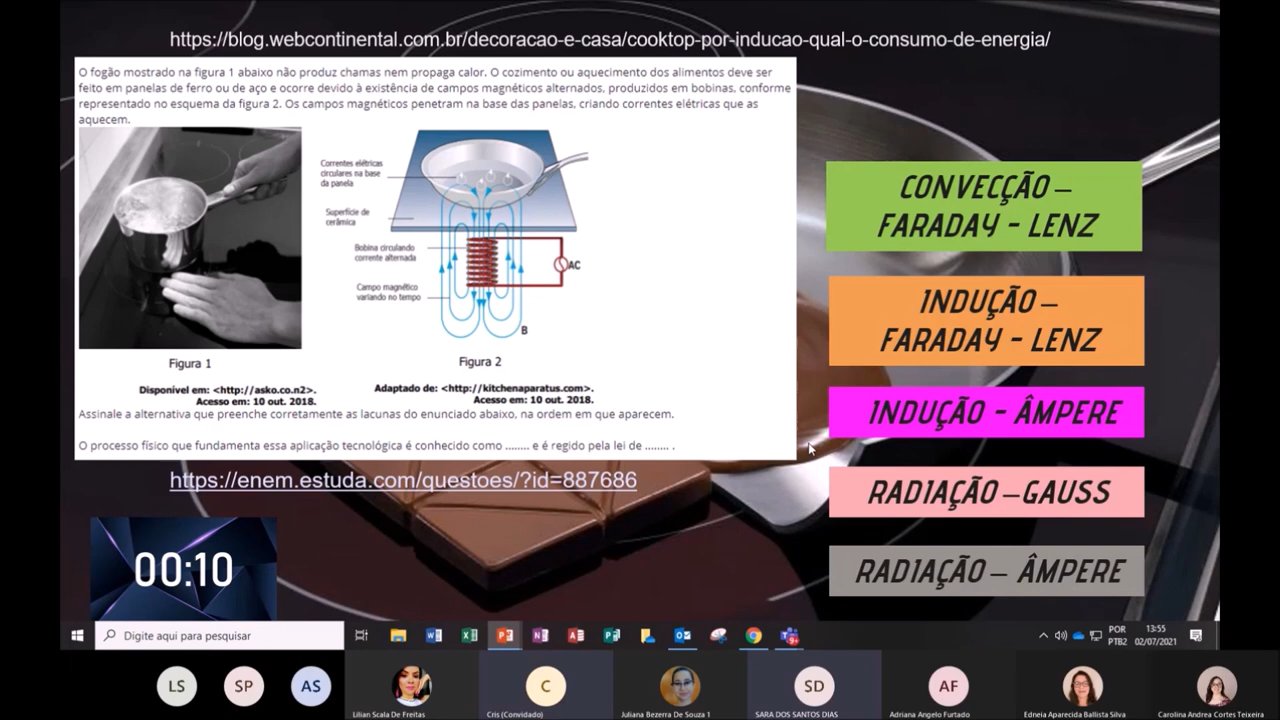 https://blog.webcontinental.com.br/decoracao-e-casa/cooktop-por-inducao-qual-o-consumo-de-energia/
O fogão mostrado na figura 1 abaixo não produz chamas nem propaga calor. O cozimento ou aquecimento dos alimentos deve ser
feito em panelas de ferro ou de aço e ocorre devido à existência de campos magnéticos alternados, produzidos em bobinas, conforme
representado no esquema da figura 2. Os campos magnéticos penetram na base das panelas, criando correntes elétricas que as
aquecem.
Correntes elétricas
circulares na base
da panela
Superfície de
cerâmica
Bobina circulando
corrente alternada
AC
Campo magnético
variando no tempo
B
Figura 1
Figura 2
Disponível em: <http://asko.co.n2>.
Acesso em: 10 out. 2018.
Adaptado de: <http://kitchenaparatus.com>.
Acesso em: 10 out. 2018.
Assinale a alternativa que preenche corretamente as lacunas do enunciado abaixo, na ordem em que aparecem.
O processo físico que fundamenta essa aplicação tecnológica é conhecido como ........ e é regido pela lei de ........ .
https://enem.estuda.com/questoes/?id=887686
CONVECÇÃO –
FARADAY - LENZ
INDUÇÃO –
FARADAY - LENZ
INDUÇÃO - ÂMPERE
RADIAÇÃO –GAUSS
RADIAÇÃO – ÂMPERE
00:10
Digite aqui para pesquisar
POR
PTB2
13:55
02/07/2021
LS
SP
AS
C
SD
AF
Lilian Scala De Freitas
Cris (Convidado)
Juliana Bezerra De Souza 1
SARA DOS SANTOS DIAS
Adriana Angelo Furtado
Edneia Aparecida Ballista Silva
Carolina Andrea Cortes Teixeira